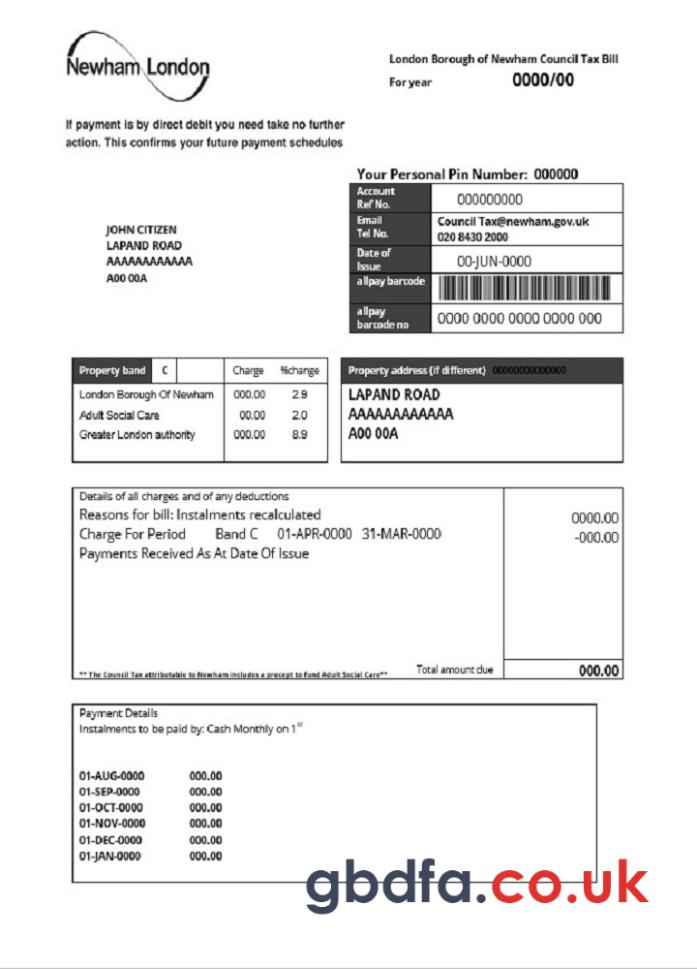 Newham London
London Borough of Newham Council Tax Bill
For year 0000/00
If payment is by direct debit you need take no further
action. This confirms your future payment schedules
Your Personal Pin Number: 000000
Account
Ref No.
000000000
Email
Tel No.
Council Tax@newham.gov.uk
020 8430 2000
Date of
Issue
00-JUN-0000
allpay barcode
allpay
barcode no
0000 0000 0000 0000 000
JOHN CITIZEN
LAPAND ROAD
AAAAAAAAAAAA
A00 00A
Property band C Charge %change
London Borough Of Newham 000.00 2.9
Adult Social Care 00.00 2.0
Greater London authority 000.00 8.9
Property address (if different) 0000000000000
LAPAND ROAD
AAAAAAAAAAAA
A00 00A
Details of all charges and of any deductions
Reasons for bill: Instalments recalculated 0000.00
Charge For Period Band C 01-APR-0000 31-MAR-0000 -000.00
Payments Received As At Date Of Issue
** The Council Tax attributable to Newham includes a precept to fund Adult Social Care**
Total amount due 000.00
Payment Details
Instalments to be paid by: Cash Monthly on 1st
01-AUG-0000 000.00
01-SEP-0000 000.00
01-OCT-0000 000.00
01-NOV-0000 000.00
01-DEC-0000 000.00
01-JAN-0000 000.00
gbdfa.co.uk